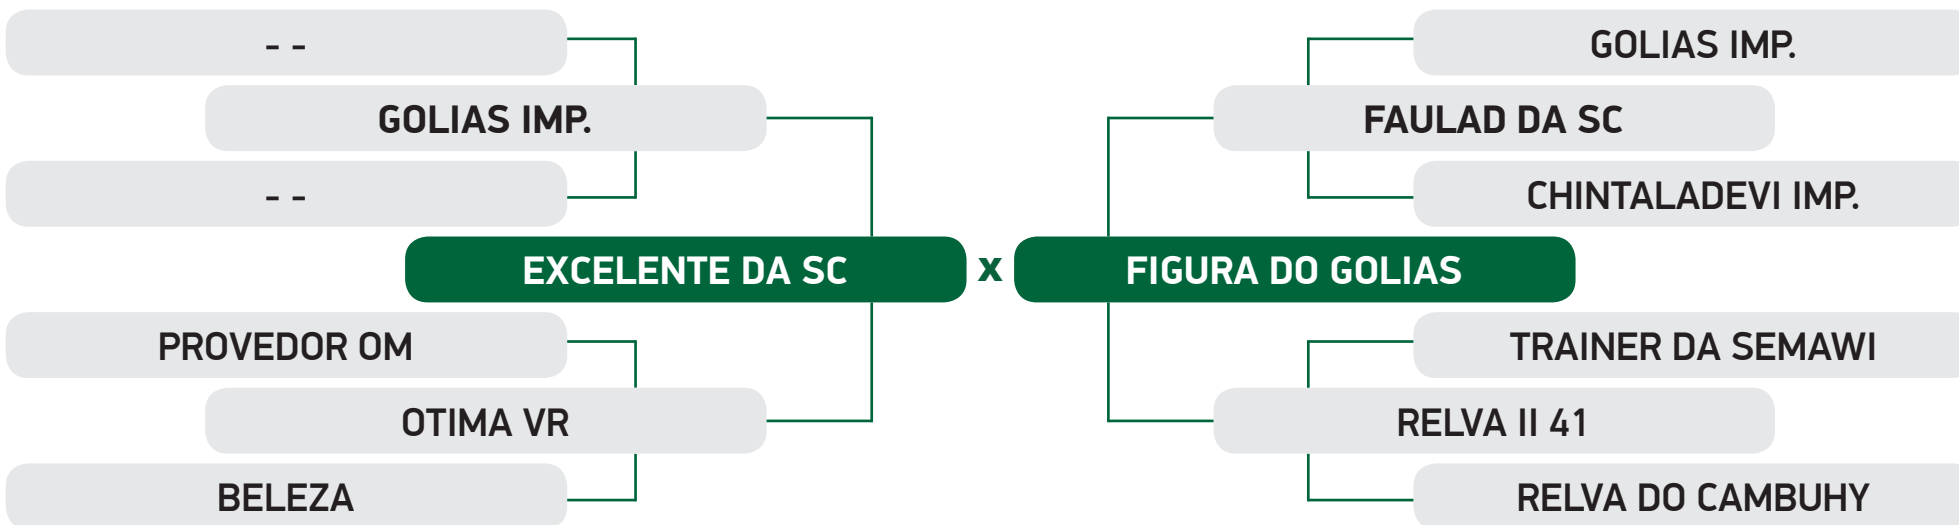 - -
GOLIAS IMP.
GOLIAS IMP.
FAULAD DA SC
- -
CHINTALADEVI IMP.
EXCELENTE DA SC x FIGURA DO GOLIAS
PROVEDOR OM
TRAINER DA SEMAWI
OTIMA VR
RELVA II 41
BELEZA
RELVA DO CAMBUHY